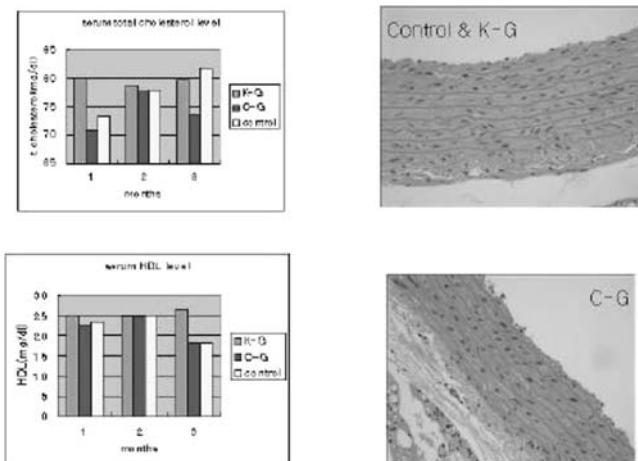 serum total cholesterol level
t. cholesterol(mg/dl)
85
80
75
70
65
1
2
3
months
K-G
C-G
control
Control & K-G
serum HDL level
HDL(mg/dl)
30
25
20
15
10
5
0
1
2
3
months
K-G
C-G
control
C-G